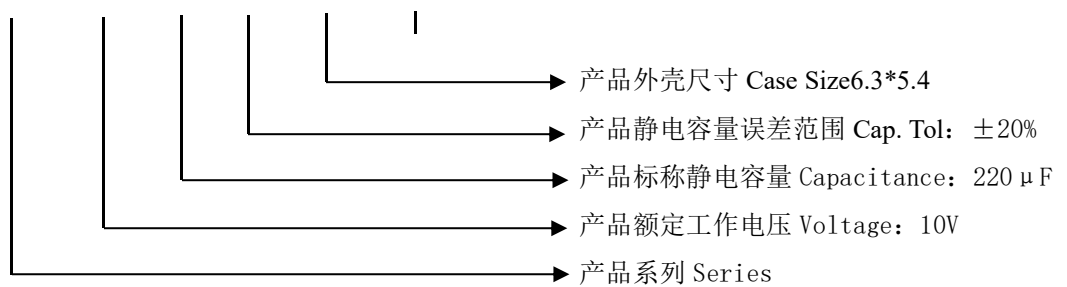 产品外壳尺寸 Case Size6.3*5.4
产品静电容量误差范围 Cap. Tol：±20%
产品标称静电容量 Capacitance：220μF
产品额定工作电压 Voltage：10V
产品系列 Series